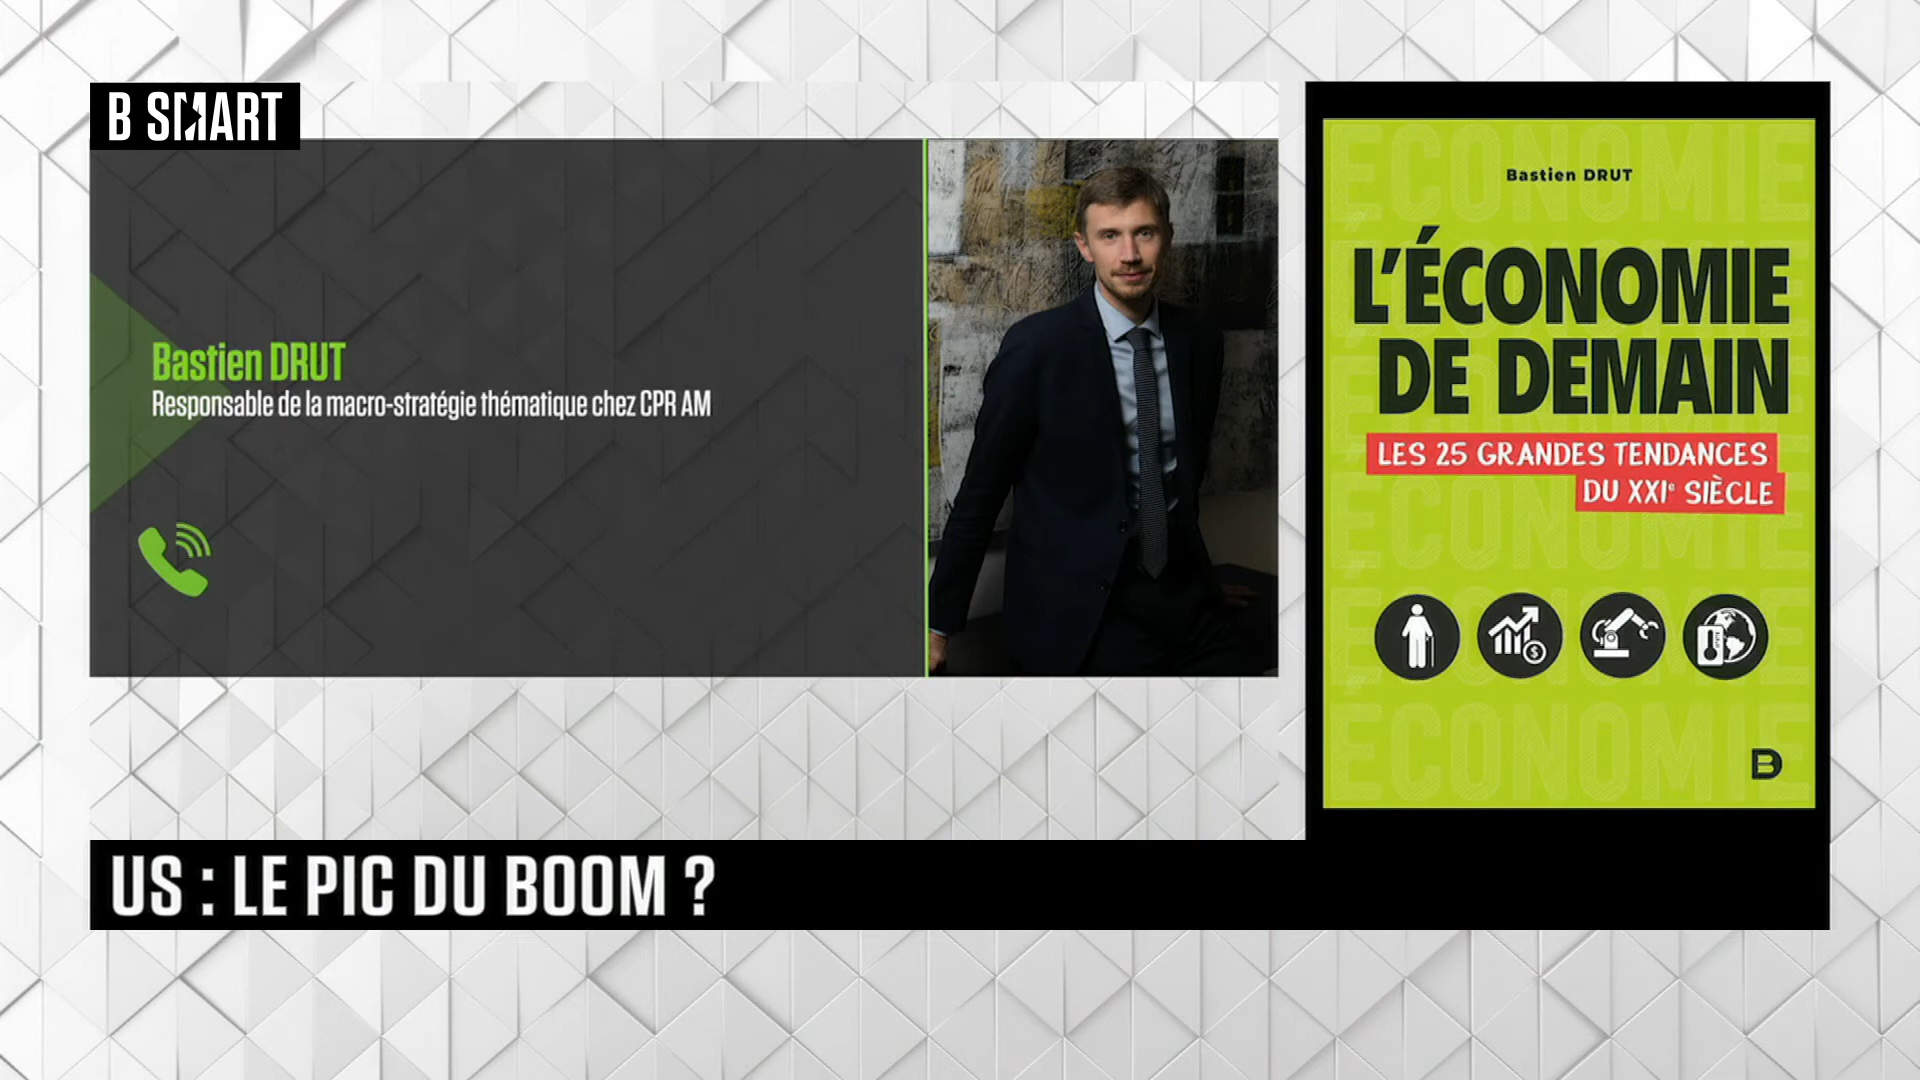 B SMART
Bastien DRUT
Responsable de la macro-stratégie thématique chez CPR AM
Bastien DRUT
L'ÉCONOMIE
DE DEMAIN
LES 25 GRANDES TENDANCES
DU XXIe SIÈCLE
B
US : LE PIC DU BOOM ?